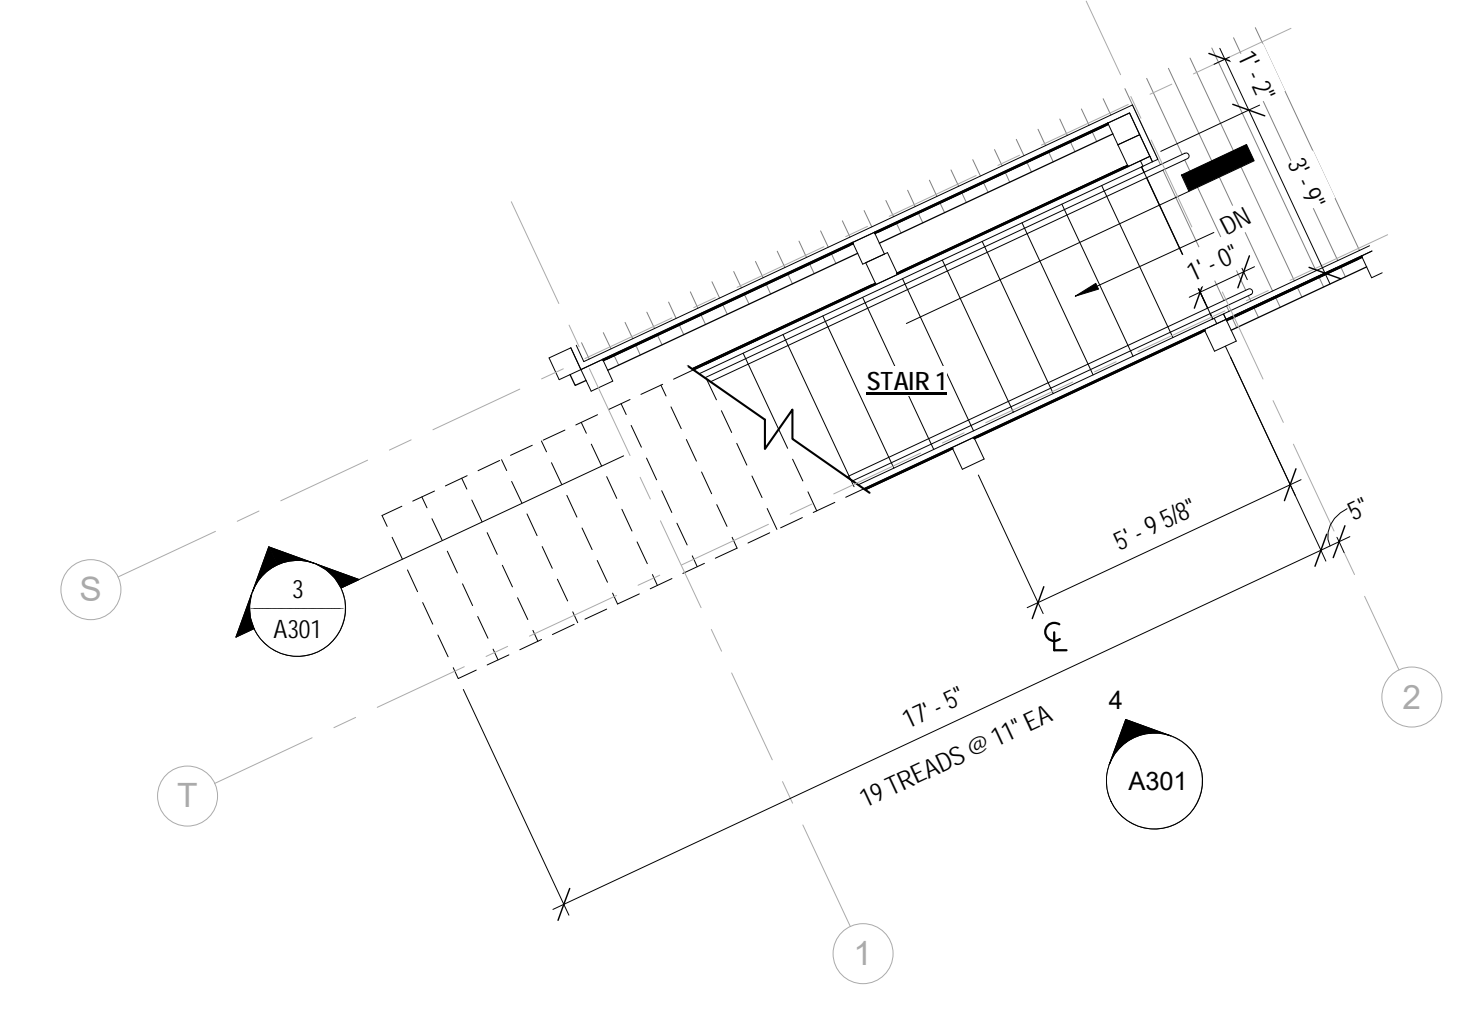 1' - 2"
3' - 9"
DN
1' - 0"
STAIR 1
5' - 9 5/8"
5"
S
3
A301
CL
17' - 5"
19 TREADS @ 11" EA
4
A301
2
T
1